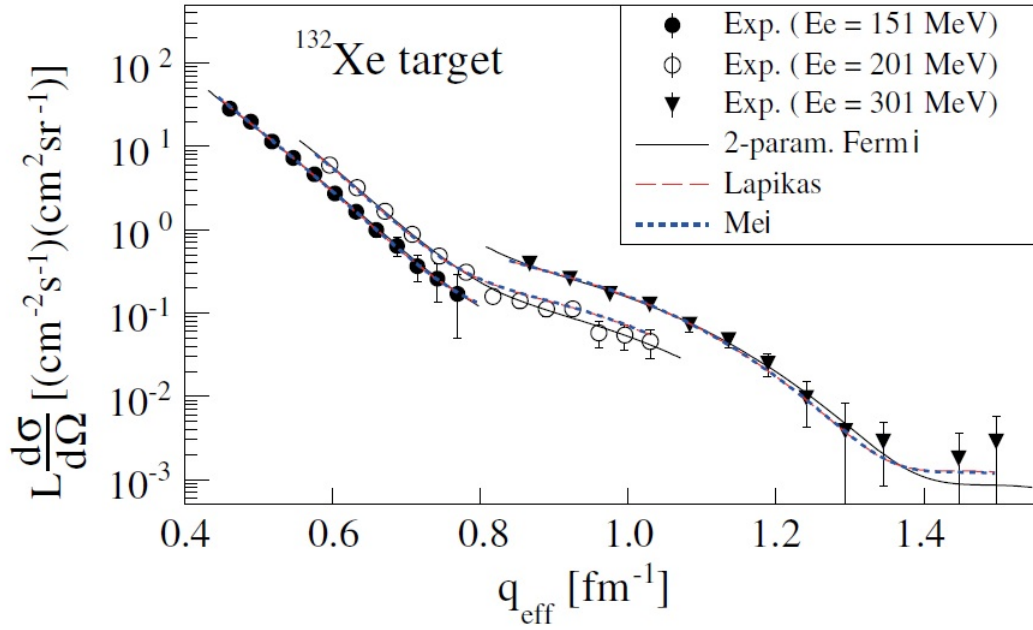 ¹³²Xe target
Exp. (Ee = 151 MeV)
Exp. (Ee = 201 MeV)
Exp. (Ee = 301 MeV)
2-param. Fermi
Lapikas
Mei
L dσ/dΩ [(cm⁻²s⁻¹)(cm²sr⁻¹)]
10²
10¹
10⁰
10⁻¹
10⁻²
10⁻³
0.4 0.6 0.8 1.0 1.2 1.4
q_eff [fm⁻¹]